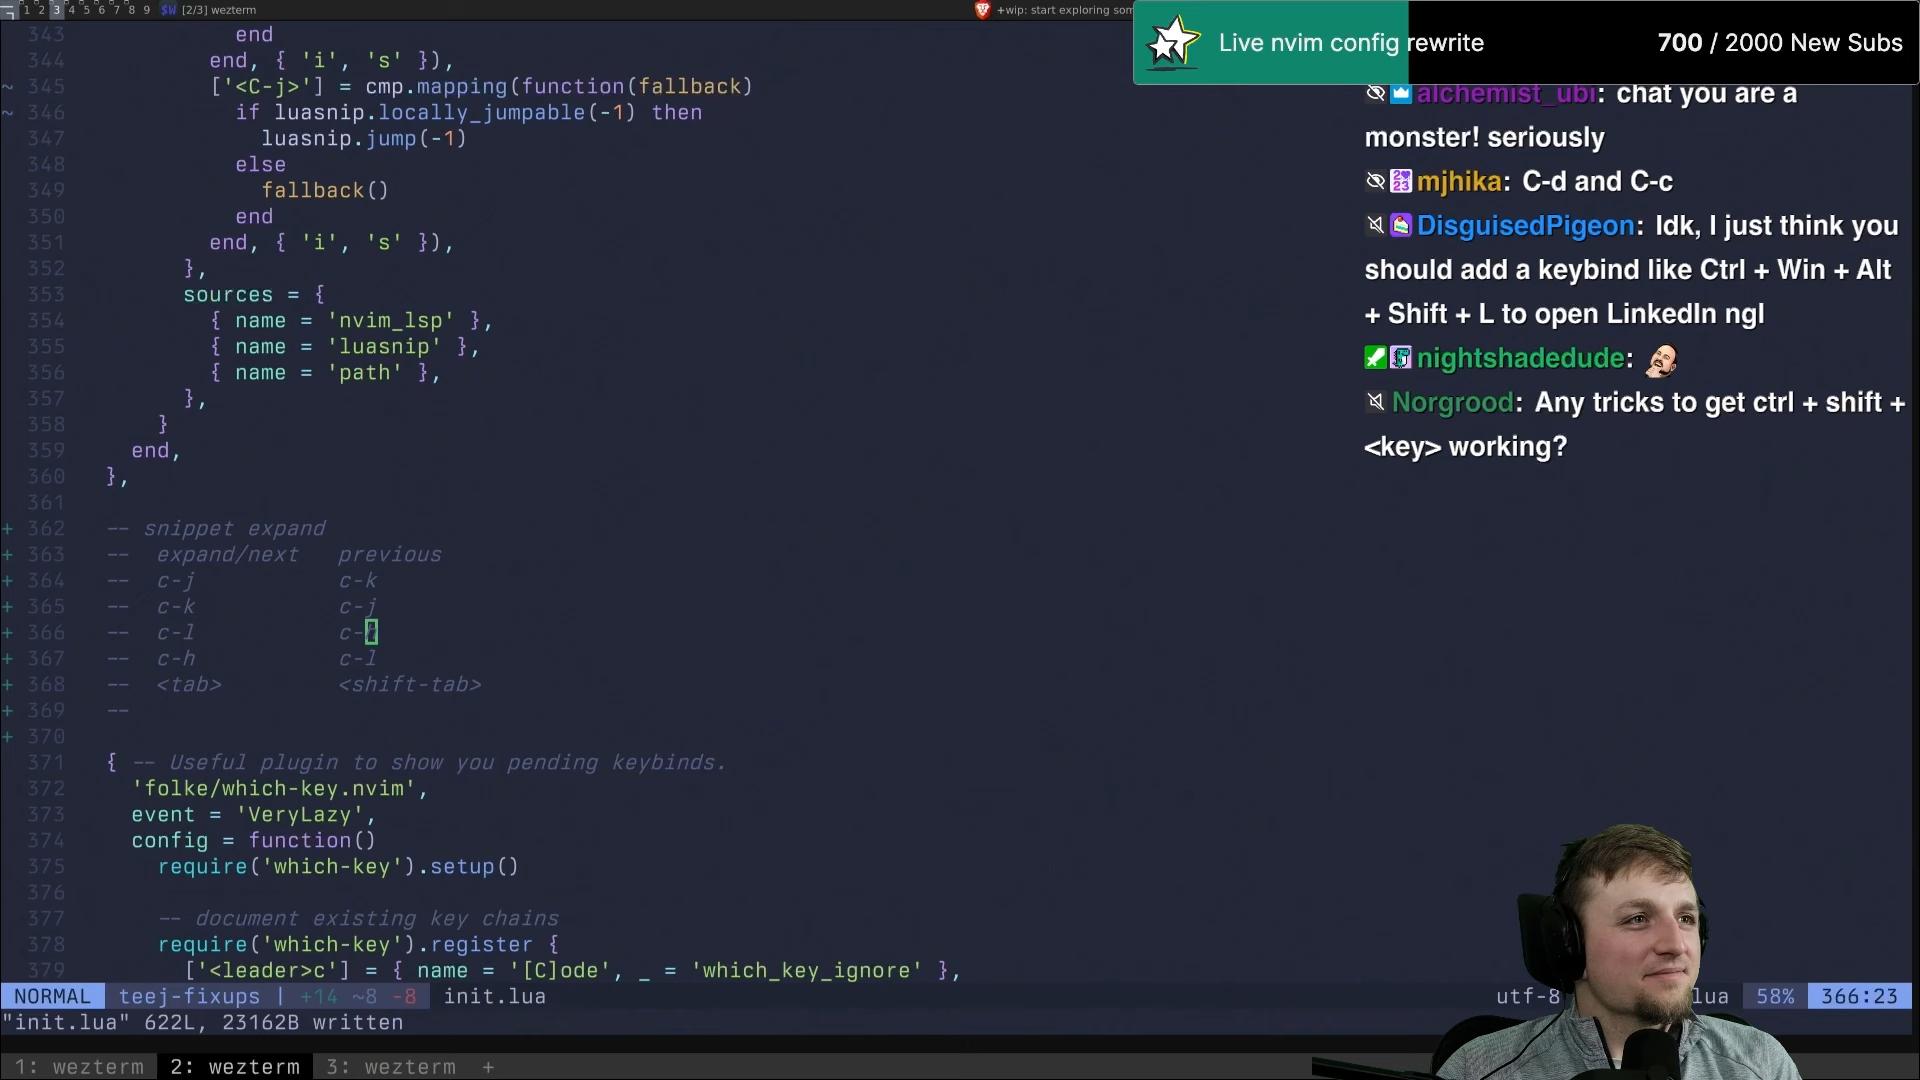 1 2 3 4 5 6 7 8 9 $W [2/3] wezterm
+wip: start exploring som
Live nvim config rewrite 700 / 2000 New Subs
343 end
344 end, { 'i', 's' }),
~ 345 ['<C-j>'] = cmp.mapping(function(fallback)
~ 346 if luasnip.locally_jumpable(-1) then
347 luasnip.jump(-1)
348 else
349 fallback()
350 end
351 end, { 'i', 's' }),
352 },
353 sources = {
354 { name = 'nvim_lsp' },
355 { name = 'luasnip' },
356 { name = 'path' },
357 },
358 }
359 end,
360 },
361
+ 362 -- snippet expand
+ 363 -- expand/next previous
+ 364 -- c-j c-k
+ 365 -- c-k c-j
+ 366 -- c-l c-h
+ 367 -- c-h c-l
+ 368 -- <tab> <shift-tab>
+ 369 --
+ 370
371 { -- Useful plugin to show you pending keybinds.
372 'folke/which-key.nvim',
373 event = 'VeryLazy',
374 config = function()
375 require('which-key').setup()
376
377 -- document existing key chains
378 require('which-key').register {
379 ['<leader>c'] = { name = '[C]ode', _ = 'which_key_ignore' },
NORMAL teej-fixups | +14 ~8 -8 init.lua utf-8 lua 58% 366:23
"init.lua" 622L, 23162B written
1: wezterm 2: wezterm 3: wezterm +
alchemist_ubi: chat you are a
monster! seriously
mjhika: C-d and C-c
DisguisedPigeon: Idk, I just think you
should add a keybind like Ctrl + Win + Alt
+ Shift + L to open LinkedIn ngl
nightshadedude:
Norgrood: Any tricks to get ctrl + shift +
<key> working?